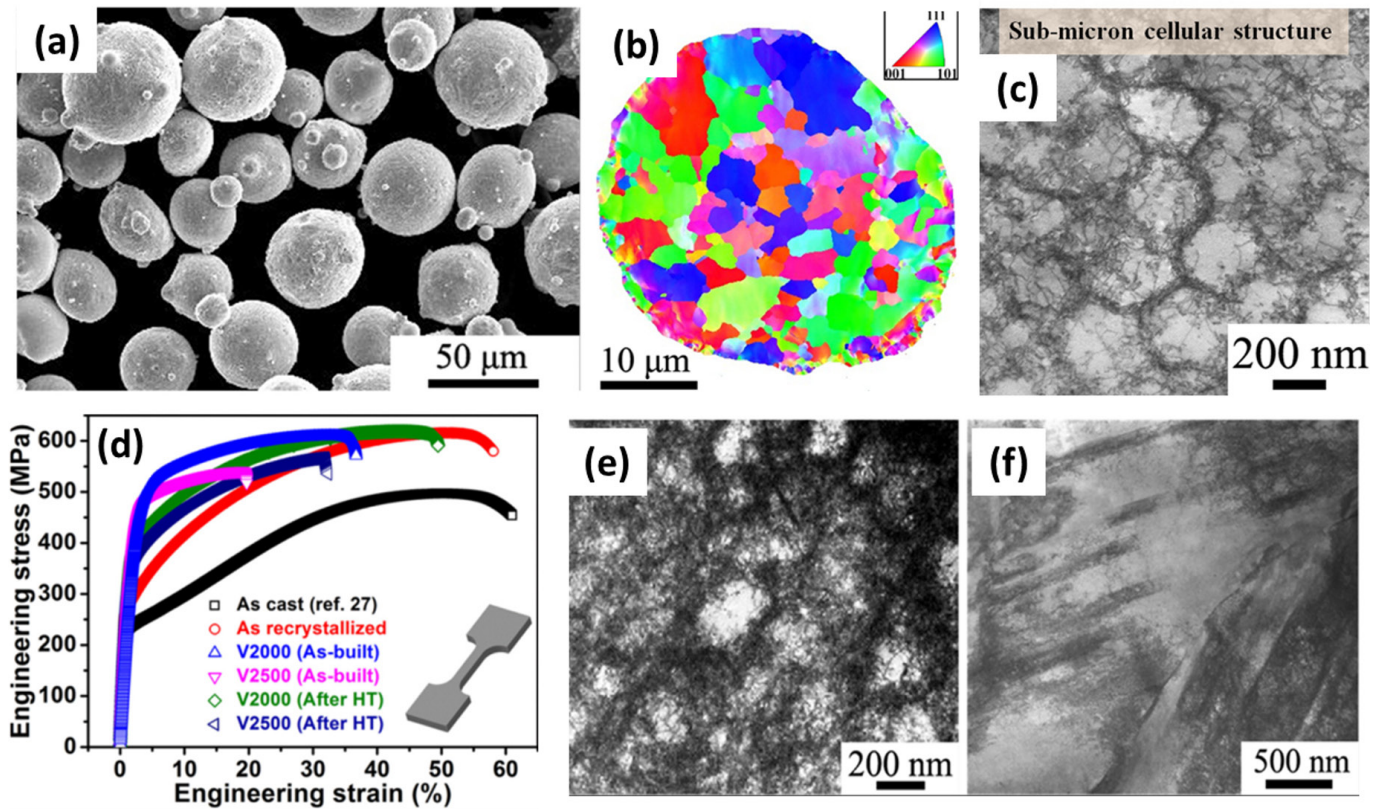 (a)
50 μm
(b)
111
001
101
10 μm
Sub-micron cellular structure
(c)
200 nm
(d)
Engineering stress (MPa)
600
500
400
300
200
100
0
As cast (ref. 27)
As recrystallized
V2000 (As-built)
V2500 (As-built)
V2000 (After HT)
V2500 (After HT)
0 10 20 30 40 50 60
Engineering strain (%)
(e)
200 nm
(f)
500 nm